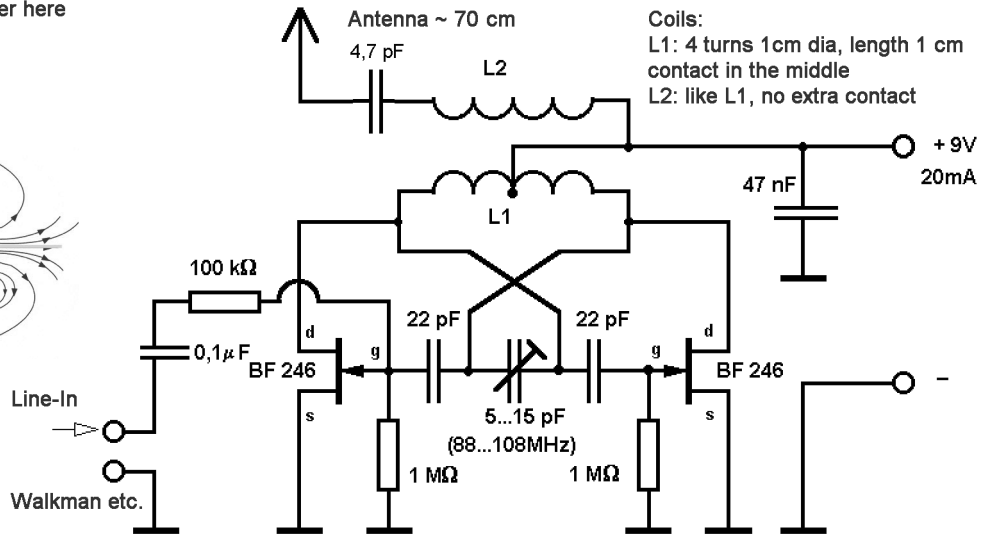 er here
Antenna ~ 70 cm
4,7 pF
L2
Coils:
L1: 4 turns 1cm dia, length 1 cm
contact in the middle
L2: like L1, no extra contact
+ 9V
20mA
47 nF
L1
100 kΩ
0,1µF
d
g
BF 246
s
22 pF
22 pF
5...15 pF
(88...108MHz)
d
g
BF 246
s
–
Line-In
Walkman etc.
1 MΩ
1 MΩ